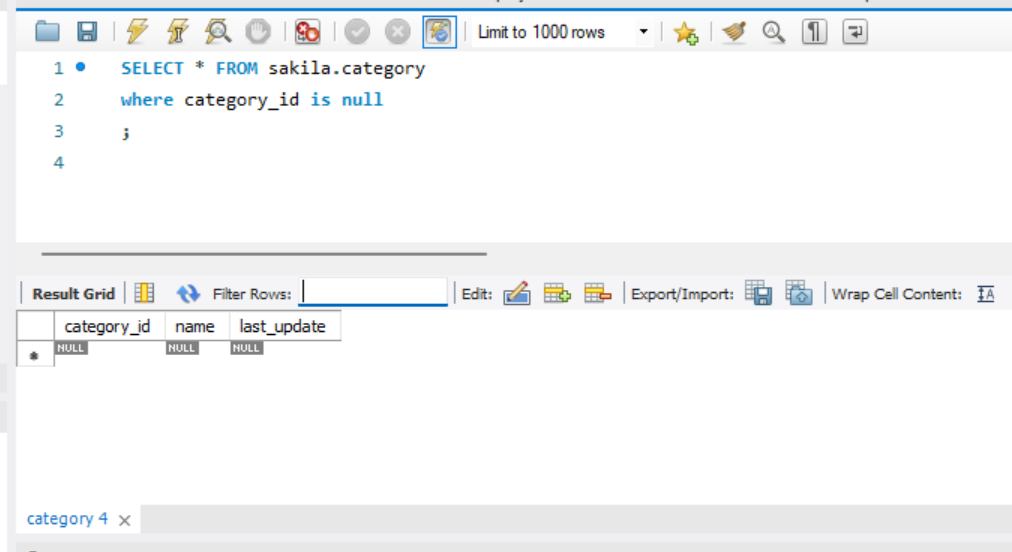 Limit to 1000 rows
1 SELECT * FROM sakila.category
2 where category_id is null
3 ;
4
Result Grid Filter Rows: Edit: Export/Import: Wrap Cell Content:
category_id name last_update
* NULL NULL NULL
category 4 ×